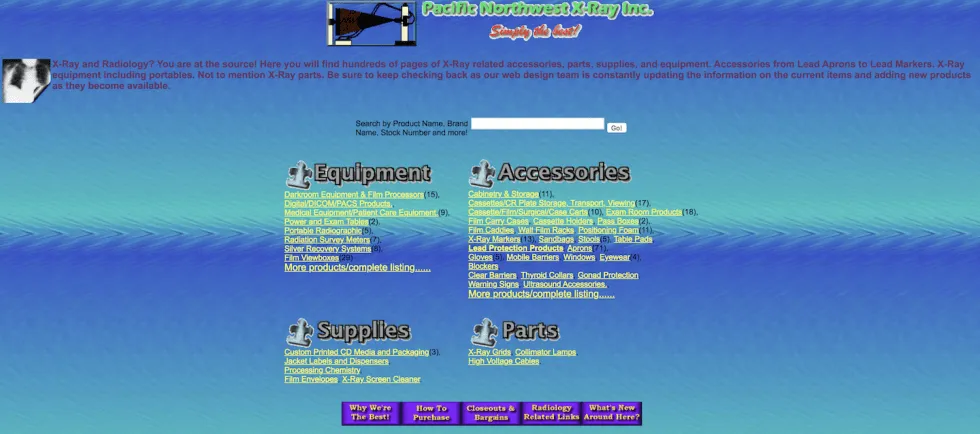 Pacific Northwest X-Ray Inc.
Simply the best!
X-Ray and Radiology? You are at the source! Here you will find hundreds of pages of X-Ray related accessories, parts, supplies, and equipment. Accessories from Lead Aprons to Lead Markers. X-Ray
equipment including portables. Not to mention X-Ray parts. Be sure to keep checking back as our web design team is constantly updating the information on the current items and adding new products
as they become available.
Search by Product Name, Brand
Name, Stock Number and more!
Go!
Equipment
Darkroom Equipment & Film Processors(15),
Digital/DICOM/PACS Products,
Medical Equipment/Patient Care Equipment,(9),
Power and Exam Tables(2)
Portable Radiographic(5),
Radiation Survey Meters(7),
Silver Recovery Systems
Film Viewboxes(29)
More products/complete listing......
Accessories
Cabinetry & Storage(11),
Cassettes/CR Plate Storage, Transport, Viewing(17),
Cassette/Film/Surgical/Case Carts(10), Exam Room Products(18),
Film Carry Cases, Cassette Holders, Pass Boxes(2),
Film Caddies, Wall Film Racks, Positioning Foam(11),
X-Ray Markers(13), Sandbags, Stools(5), Table Pads,
Lead Protection Products, Aprons
Gloves(5), Mobile Barriers, Windows, Eyewear(4),
Blockers,
Clear Barriers, Thyroid Collars, Gonad Protection
Warning Signs, Ultrasound Accessories.
More products/complete listing......
Supplies
Custom Printed CD Media and Packaging(3),
Jacket Labels and Dispensers,
Processing Chemistry,
Film Envelopes, X-Ray Screen Cleaner
Parts
X-Ray Grids, Collimator Lamps,
High Voltage Cables
Why We're The Best!
How To Purchase
Closeouts & Bargains
Radiology Related Links
What's New Around Here?